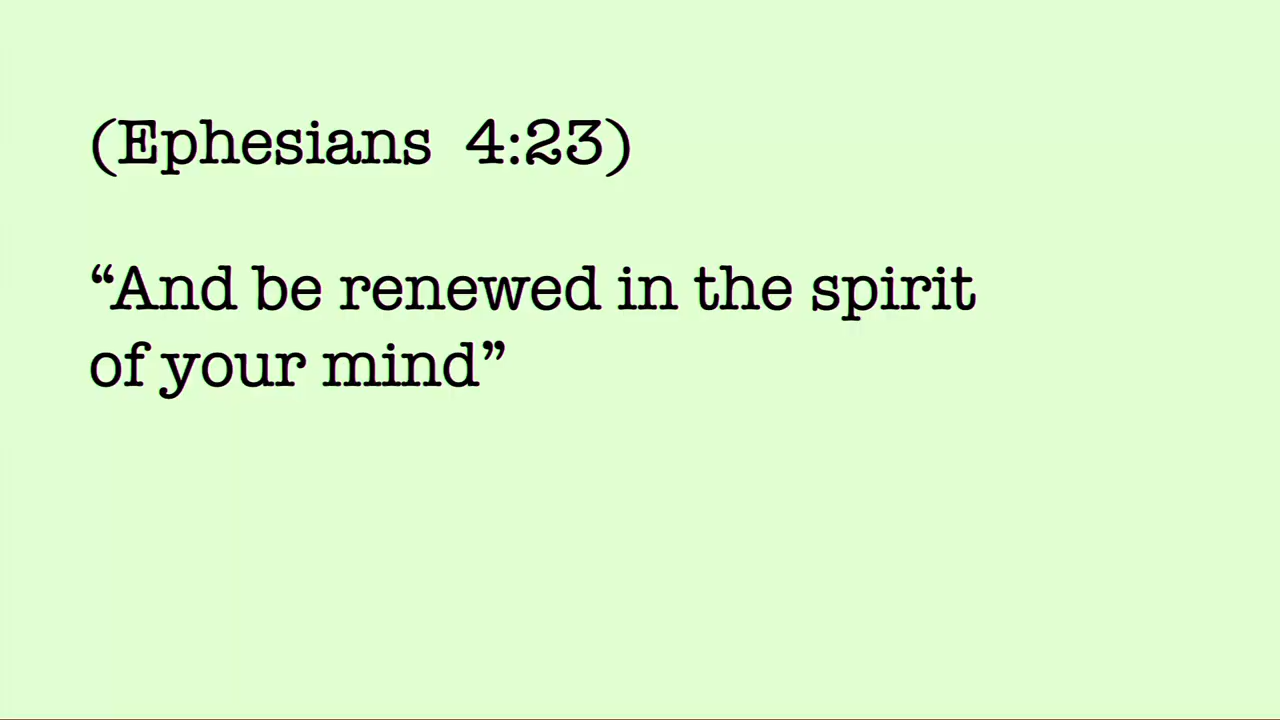 (Ephesians 4:23)
“And be renewed in the spirit
of your mind”